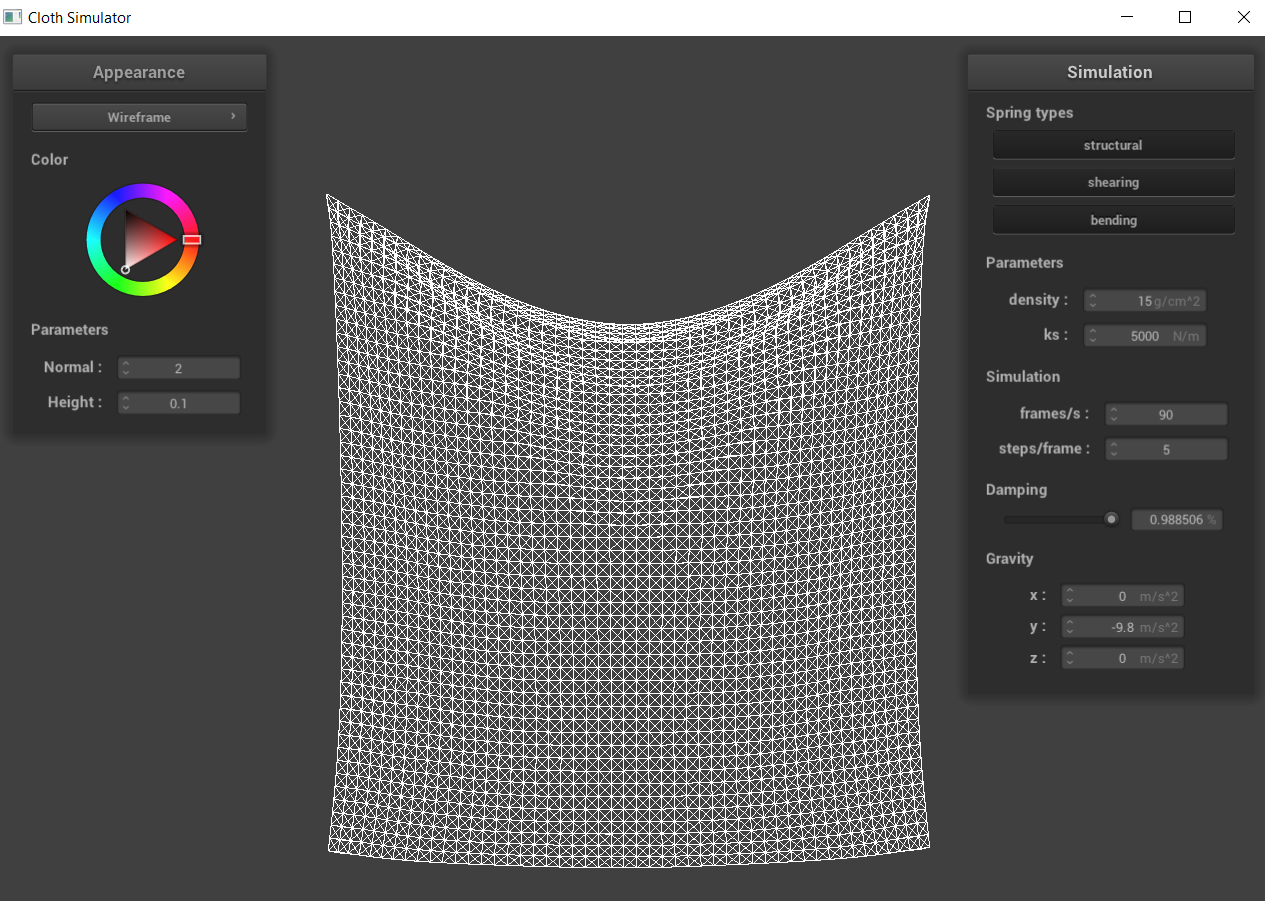 Cloth Simulator
Appearance
Wireframe
Color
Parameters
Normal : 2
Height : 0.1
Simulation
Spring types
structural
shearing
bending
Parameters
density : 15 g/cm^2
ks : 5000 N/m
Simulation
frames/s : 90
steps/frame : 5
Damping
0.988506 %
Gravity
x : 0 m/s^2
y : -9.8 m/s^2
z : 0 m/s^2